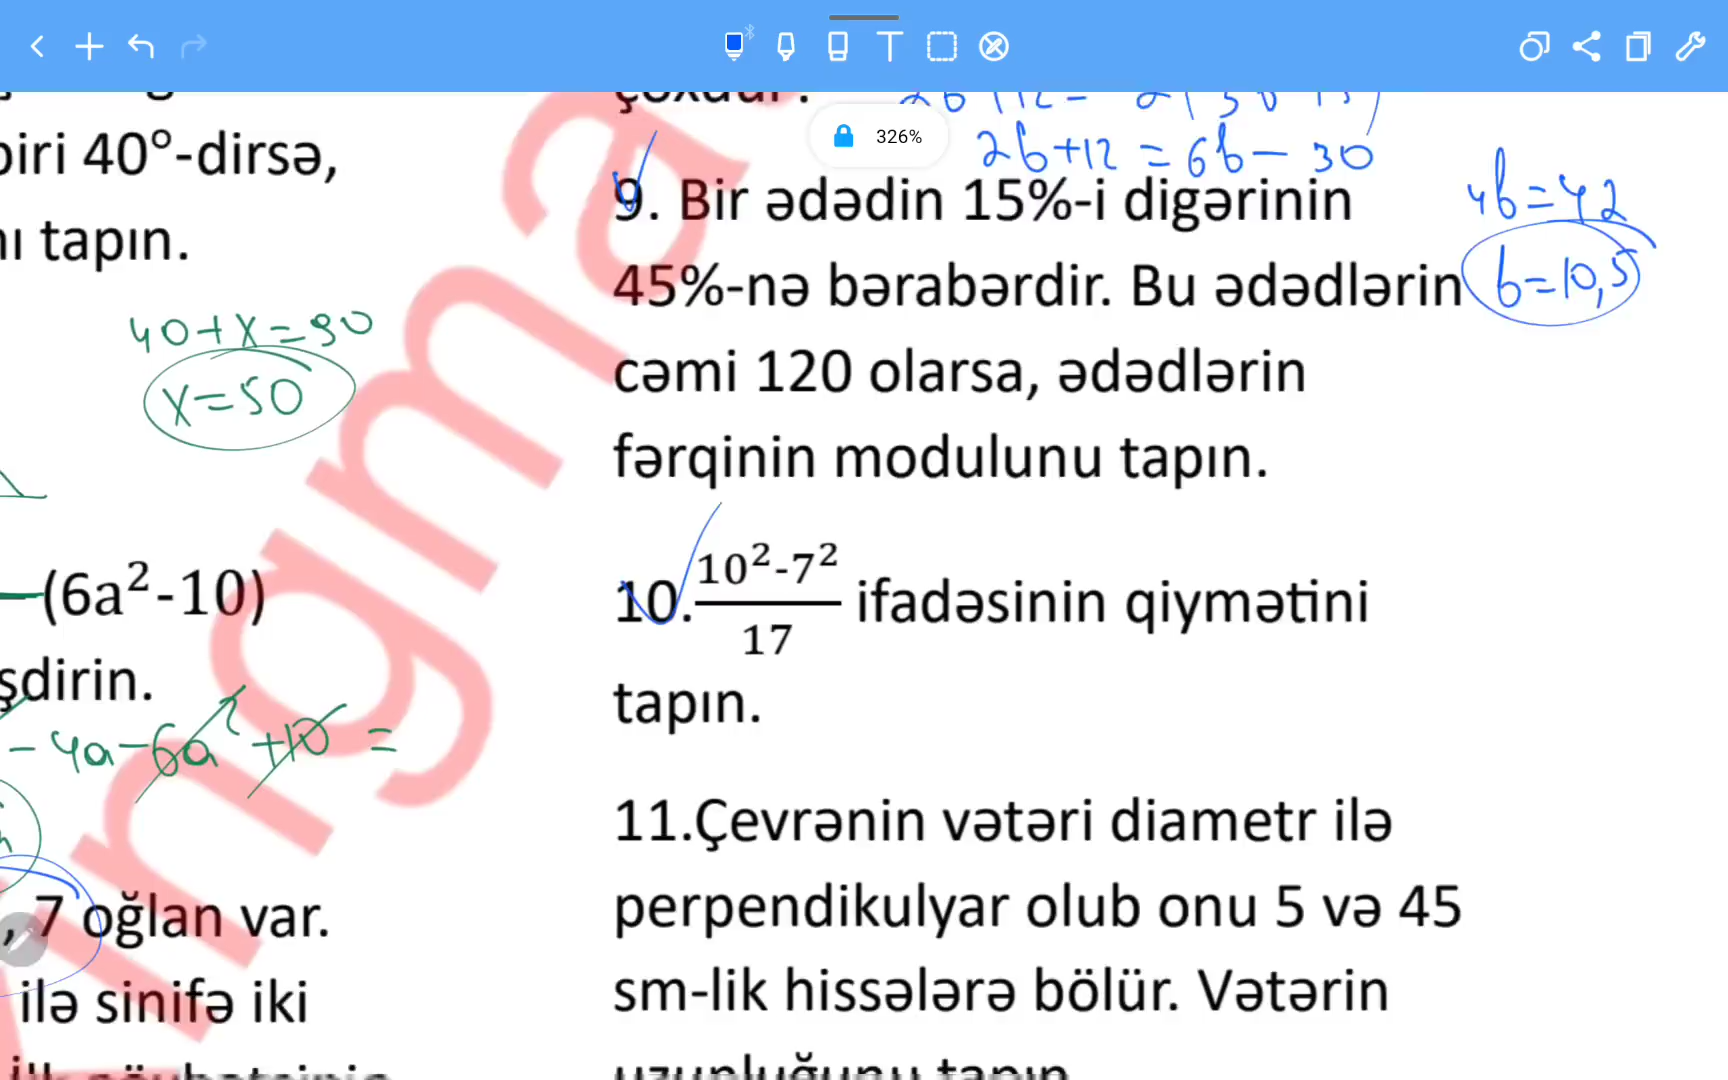 326%
biri 40°-dirsə,
tapın.
40+x=90
x=50
-(6a²-10)
şdirin.
- 4a-6a²+10 =
, 7 oğlan var.
ilə sinifə iki
2b+12 = 6b- 30
4b=42
b=10,5
9. Bir ədədin 15%-i digərinin
45%-nə bərabərdir. Bu ədədlərin
cəmi 120 olarsa, ədədlərin
fərqinin modulunu tapın.
10. 10²-7²
17
ifadəsinin qiymətini
tapın.
11.Çevrənin vətəri diametr ilə
perpendikulyar olub onu 5 və 45
sm-lik hissələrə bölür. Vətərin
uzunluğunu tapın